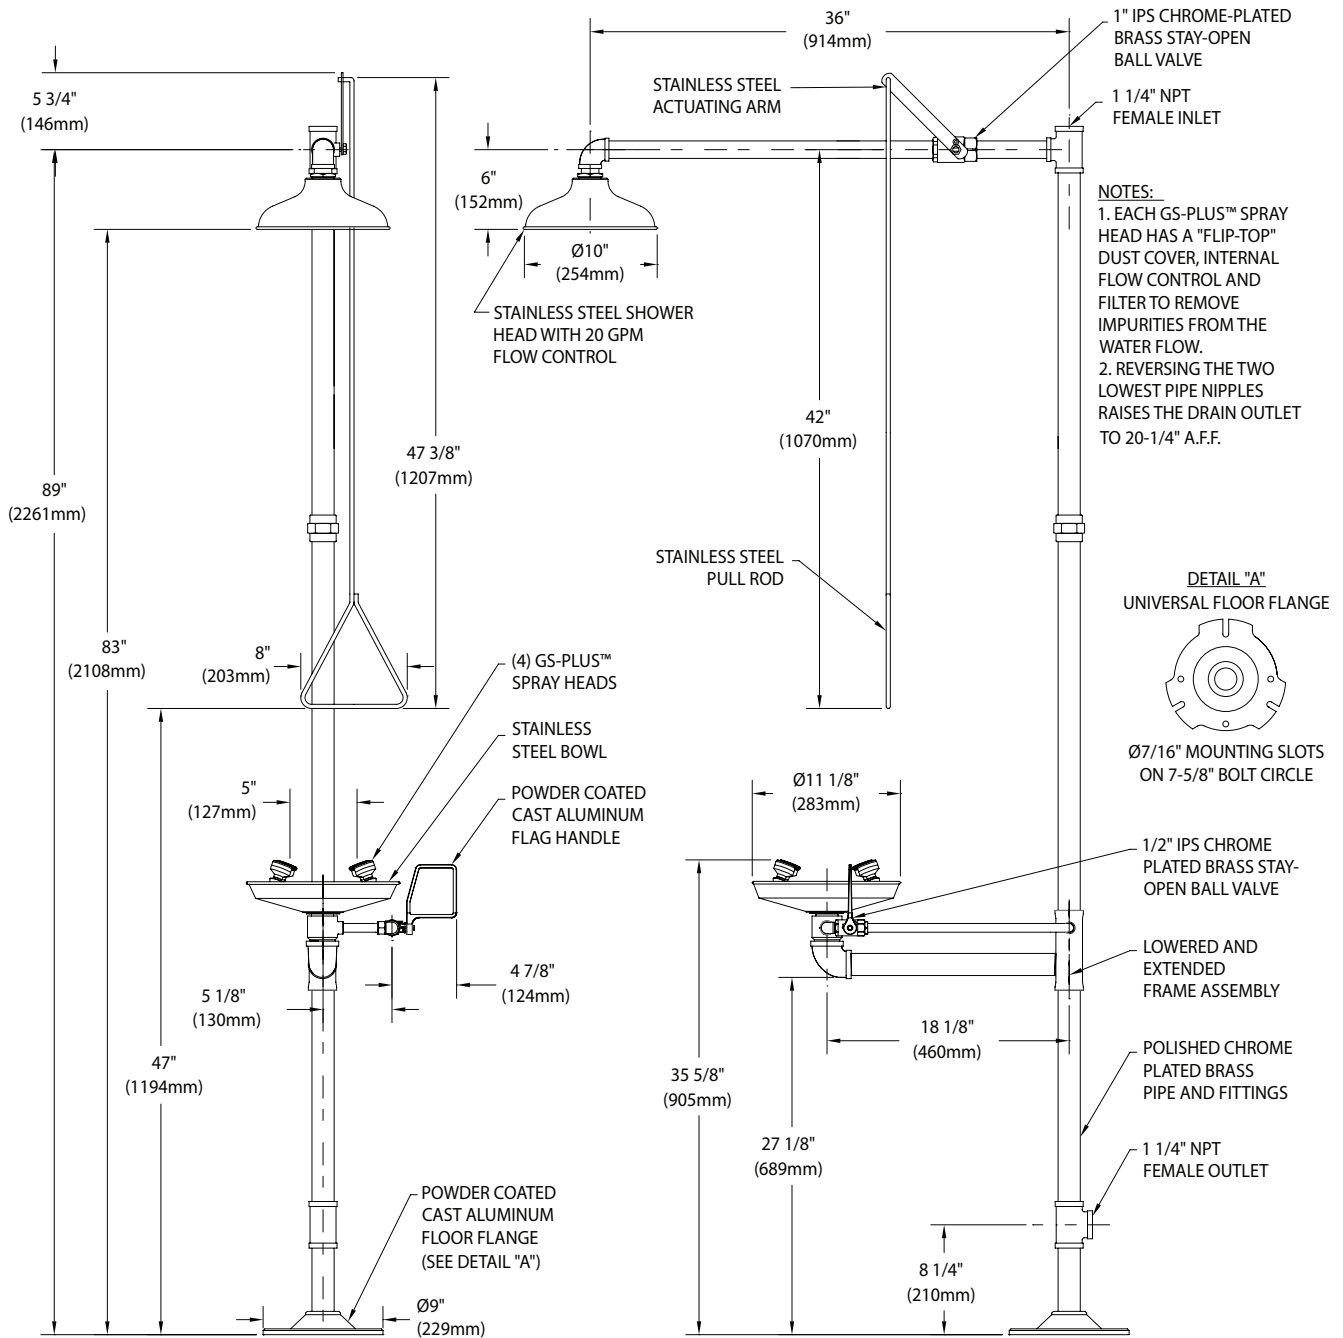 36"
(914mm)
1" IPS CHROME-PLATED
BRASS STAY-OPEN
BALL VALVE
5 3/4"
(146mm)
STAINLESS STEEL
ACTUATING ARM
1 1/4" NPT
FEMALE INLET
6"
(152mm)
Ø10"
(254mm)
STAINLESS STEEL SHOWER
HEAD WITH 20 GPM
FLOW CONTROL
NOTES:
1. EACH GS-PLUS™ SPRAY
HEAD HAS A "FLIP-TOP"
DUST COVER, INTERNAL
FLOW CONTROL AND
FILTER TO REMOVE
IMPURITIES FROM THE
WATER FLOW.
2. REVERSING THE TWO
LOWEST PIPE NIPPLES
RAISES THE DRAIN OUTLET
TO 20-1/4" A.F.F.
42"
(1070mm)
47 3/8"
(1207mm)
89"
(2261mm)
STAINLESS STEEL
PULL ROD
DETAIL "A"
UNIVERSAL FLOOR FLANGE
83"
(2108mm)
8"
(203mm)
(4) GS-PLUS™
SPRAY HEADS
STAINLESS
STEEL BOWL
Ø7/16" MOUNTING SLOTS
ON 7-5/8" BOLT CIRCLE
5"
(127mm)
POWDER COATED
CAST ALUMINUM
FLAG HANDLE
Ø11 1/8"
(283mm)
1/2" IPS CHROME
PLATED BRASS STAY-
OPEN BALL VALVE
4 7/8"
(124mm)
5 1/8"
(130mm)
LOWERED AND
EXTENDED
FRAME ASSEMBLY
18 1/8"
(460mm)
47"
(1194mm)
35 5/8"
(905mm)
POLISHED CHROME
PLATED BRASS
PIPE AND FITTINGS
27 1/8"
(689mm)
1 1/4" NPT
FEMALE OUTLET
POWDER COATED
CAST ALUMINUM
FLOOR FLANGE
(SEE DETAIL "A")
8 1/4"
(210mm)
Ø9"
(229mm)